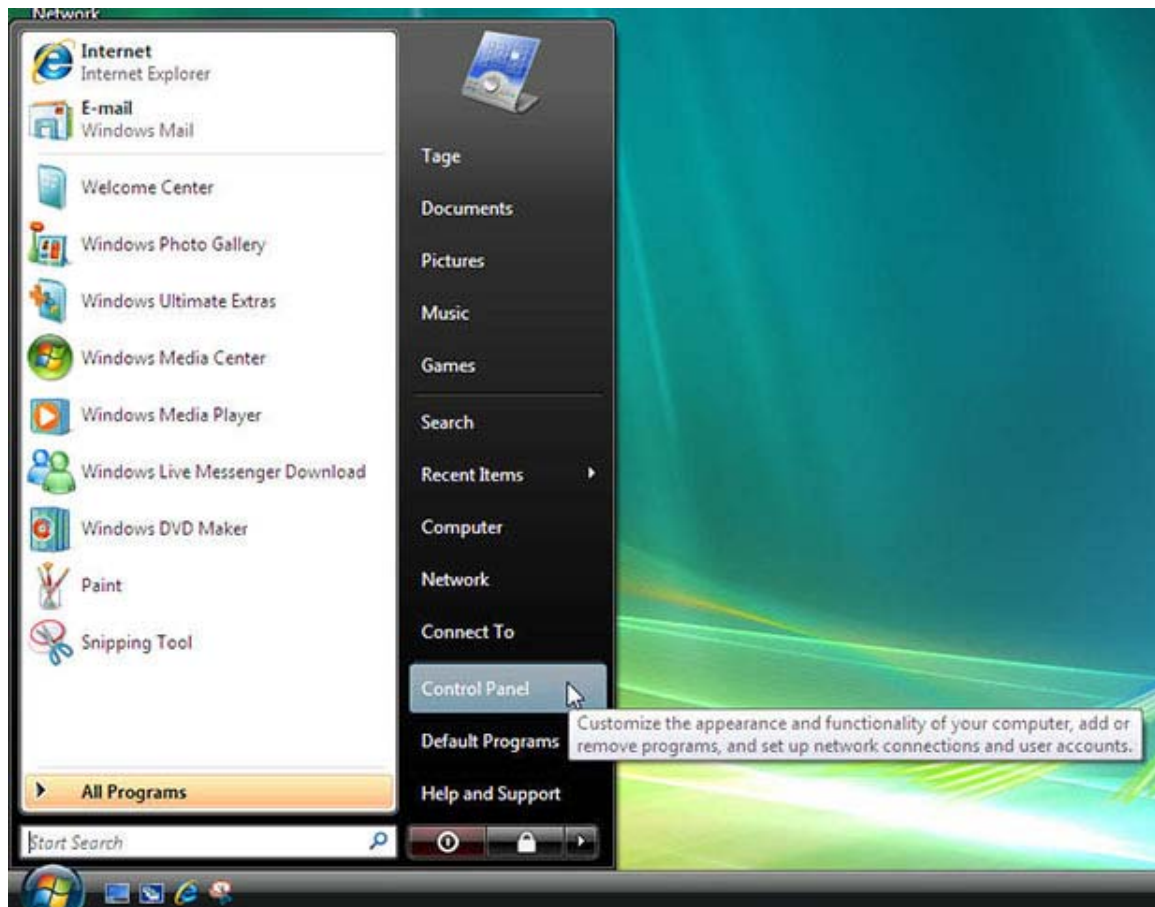 Network
Internet
Internet Explorer
E-mail
Windows Mail
Welcome Center
Windows Photo Gallery
Windows Ultimate Extras
Windows Media Center
Windows Media Player
Windows Live Messenger Download
Windows DVD Maker
Paint
Snipping Tool
All Programs
Start Search
Tage
Documents
Pictures
Music
Games
Search
Recent Items
Computer
Network
Connect To
Control Panel
Customize the appearance and functionality of your computer, add or
remove programs, and set up network connections and user accounts.
Default Programs
Help and Support